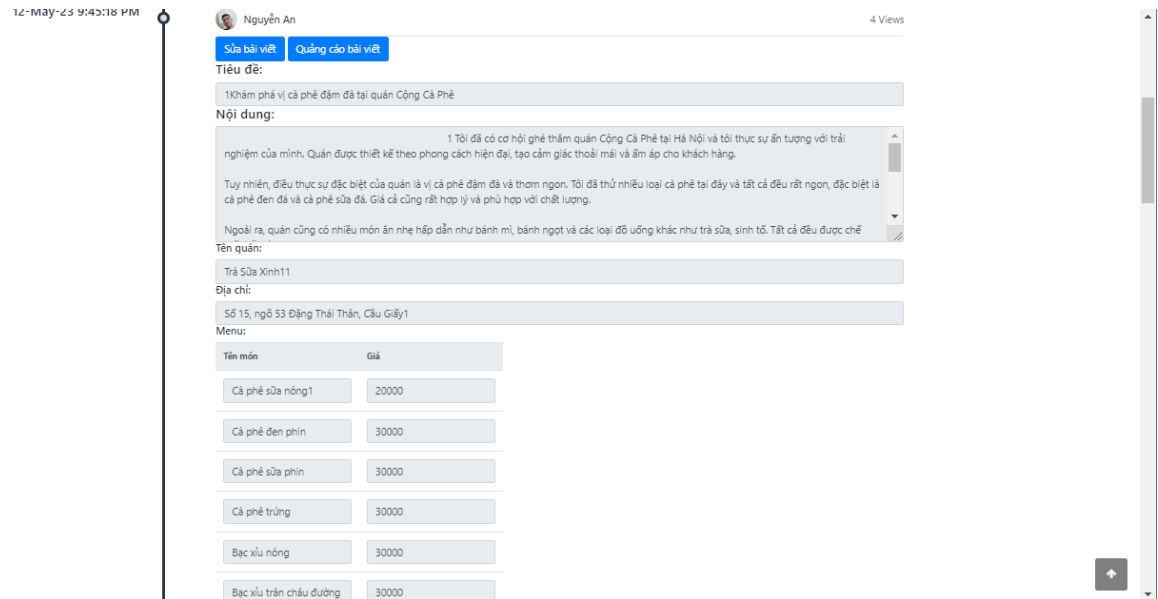 12-May-23 9:45:18 PM
Nguyễn An
4 Views
Sửa bài viết
Quảng cáo bài viết
Tiêu đề:
1Khám phá vị cà phê đậm đà tại quán Cộng Cà Phê
Nội dung:
1 Tôi đã có cơ hội ghé thăm quán Cộng Cà Phê tại Hà Nội và tôi thực sự ấn tượng với trải
nghiệm của mình. Quán được thiết kế theo phong cách hiện đại, tạo cảm giác thoải mái và ấm áp cho khách hàng.
Tuy nhiên, điều thực sự đặc biệt của quán là vị cà phê đậm đà và thơm ngon. Tôi đã thử nhiều loại cà phê tại đây và tất cả đều rất ngon, đặc biệt là
cà phê đen đá và cà phê sữa đá. Giá cả cũng rất hợp lý và phù hợp với chất lượng.
Ngoài ra, quán cũng có nhiều món ăn nhẹ hấp dẫn như bánh mì, bánh ngọt và các loại đồ uống khác như trà sữa, sinh tố. Tất cả đều được chế
Tên quán:
Trà Sữa Xinh11
Địa chỉ:
Số 15, ngõ 53 Đặng Thái Thân, Cầu Giấy1
Menu:
Tên món Giá
Cà phê sữa nóng1 20000
Cà phê đen phin 30000
Cà phê sữa phin 30000
Cà phê trứng 30000
Bạc xỉu nóng 30000
Bạc xỉu trân châu đường 30000